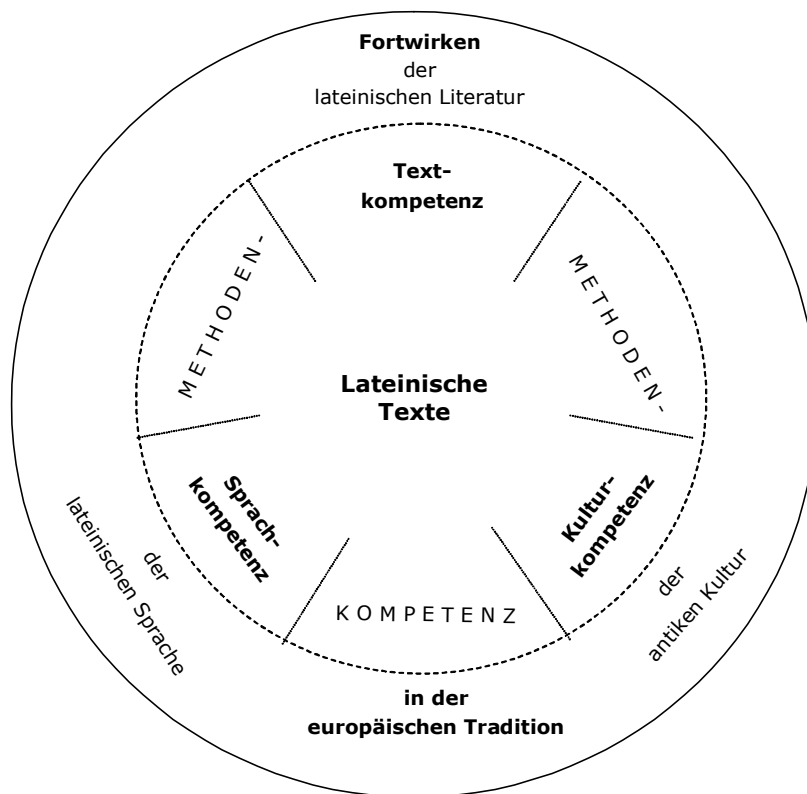 Fortwirken
der
lateinischen Literatur
Text-
kompetenz
METHODEN-
METHODEN-
Lateinische
Texte
Sprach-
kompetenz
Kultur-
kompetenz
der
lateinischen Sprache
der
antiken Kultur
KOMPETENZ
in der
europäischen Tradition